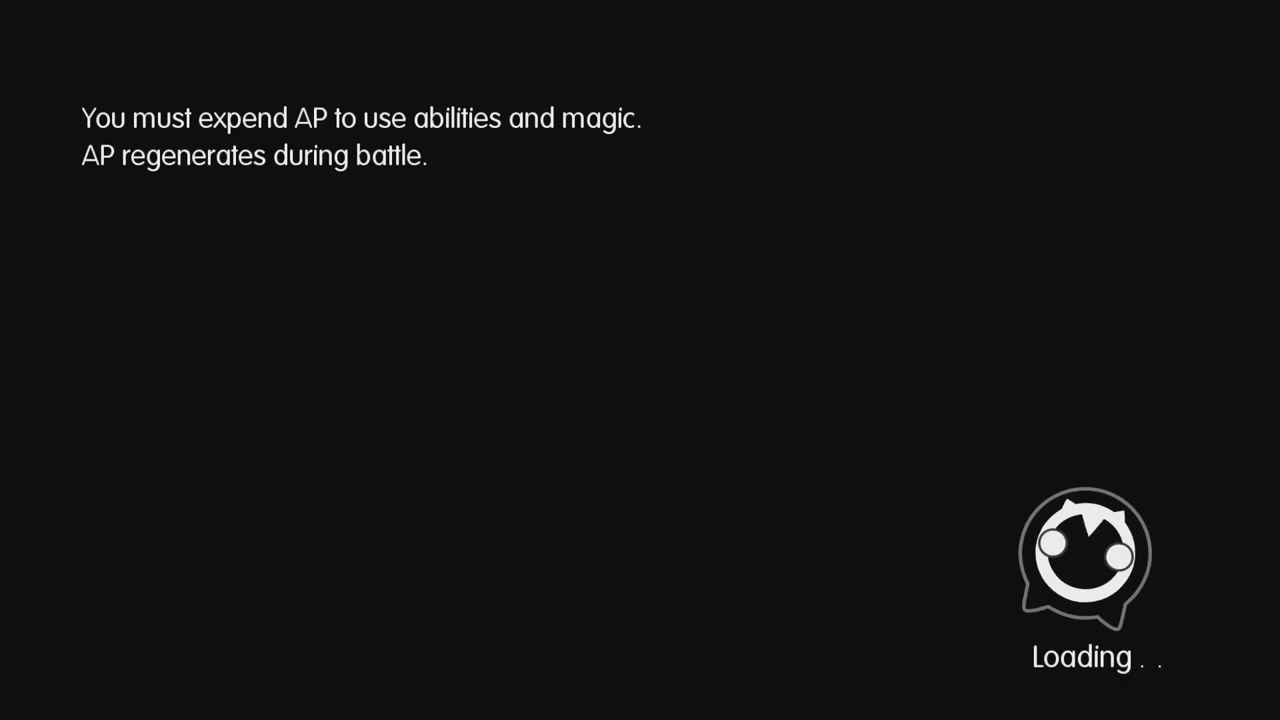 You must expend AP to use abilities and magic.
AP regenerates during battle.
Loading . .